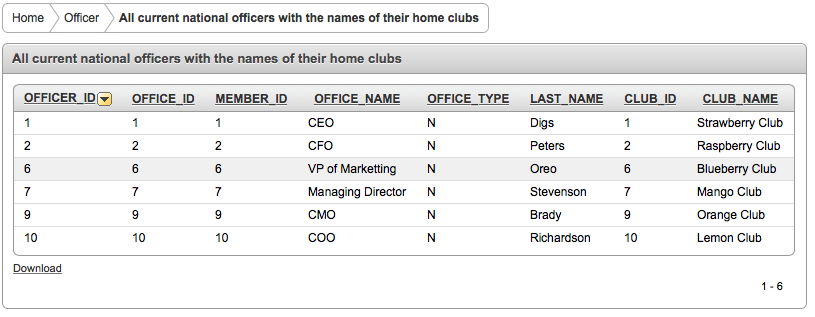 Home Officer All current national officers with the names of their home clubs
All current national officers with the names of their home clubs
OFFICER_ID OFFICE_ID MEMBER_ID OFFICE_NAME OFFICE_TYPE LAST_NAME CLUB_ID CLUB_NAME
1 1 1 CEO N Digs 1 Strawberry Club
2 2 2 CFO N Peters 2 Raspberry Club
6 6 6 VP of Marketting N Oreo 6 Blueberry Club
7 7 7 Managing Director N Stevenson 7 Mango Club
9 9 9 CMO N Brady 9 Orange Club
10 10 10 COO N Richardson 10 Lemon Club
Download
1 - 6